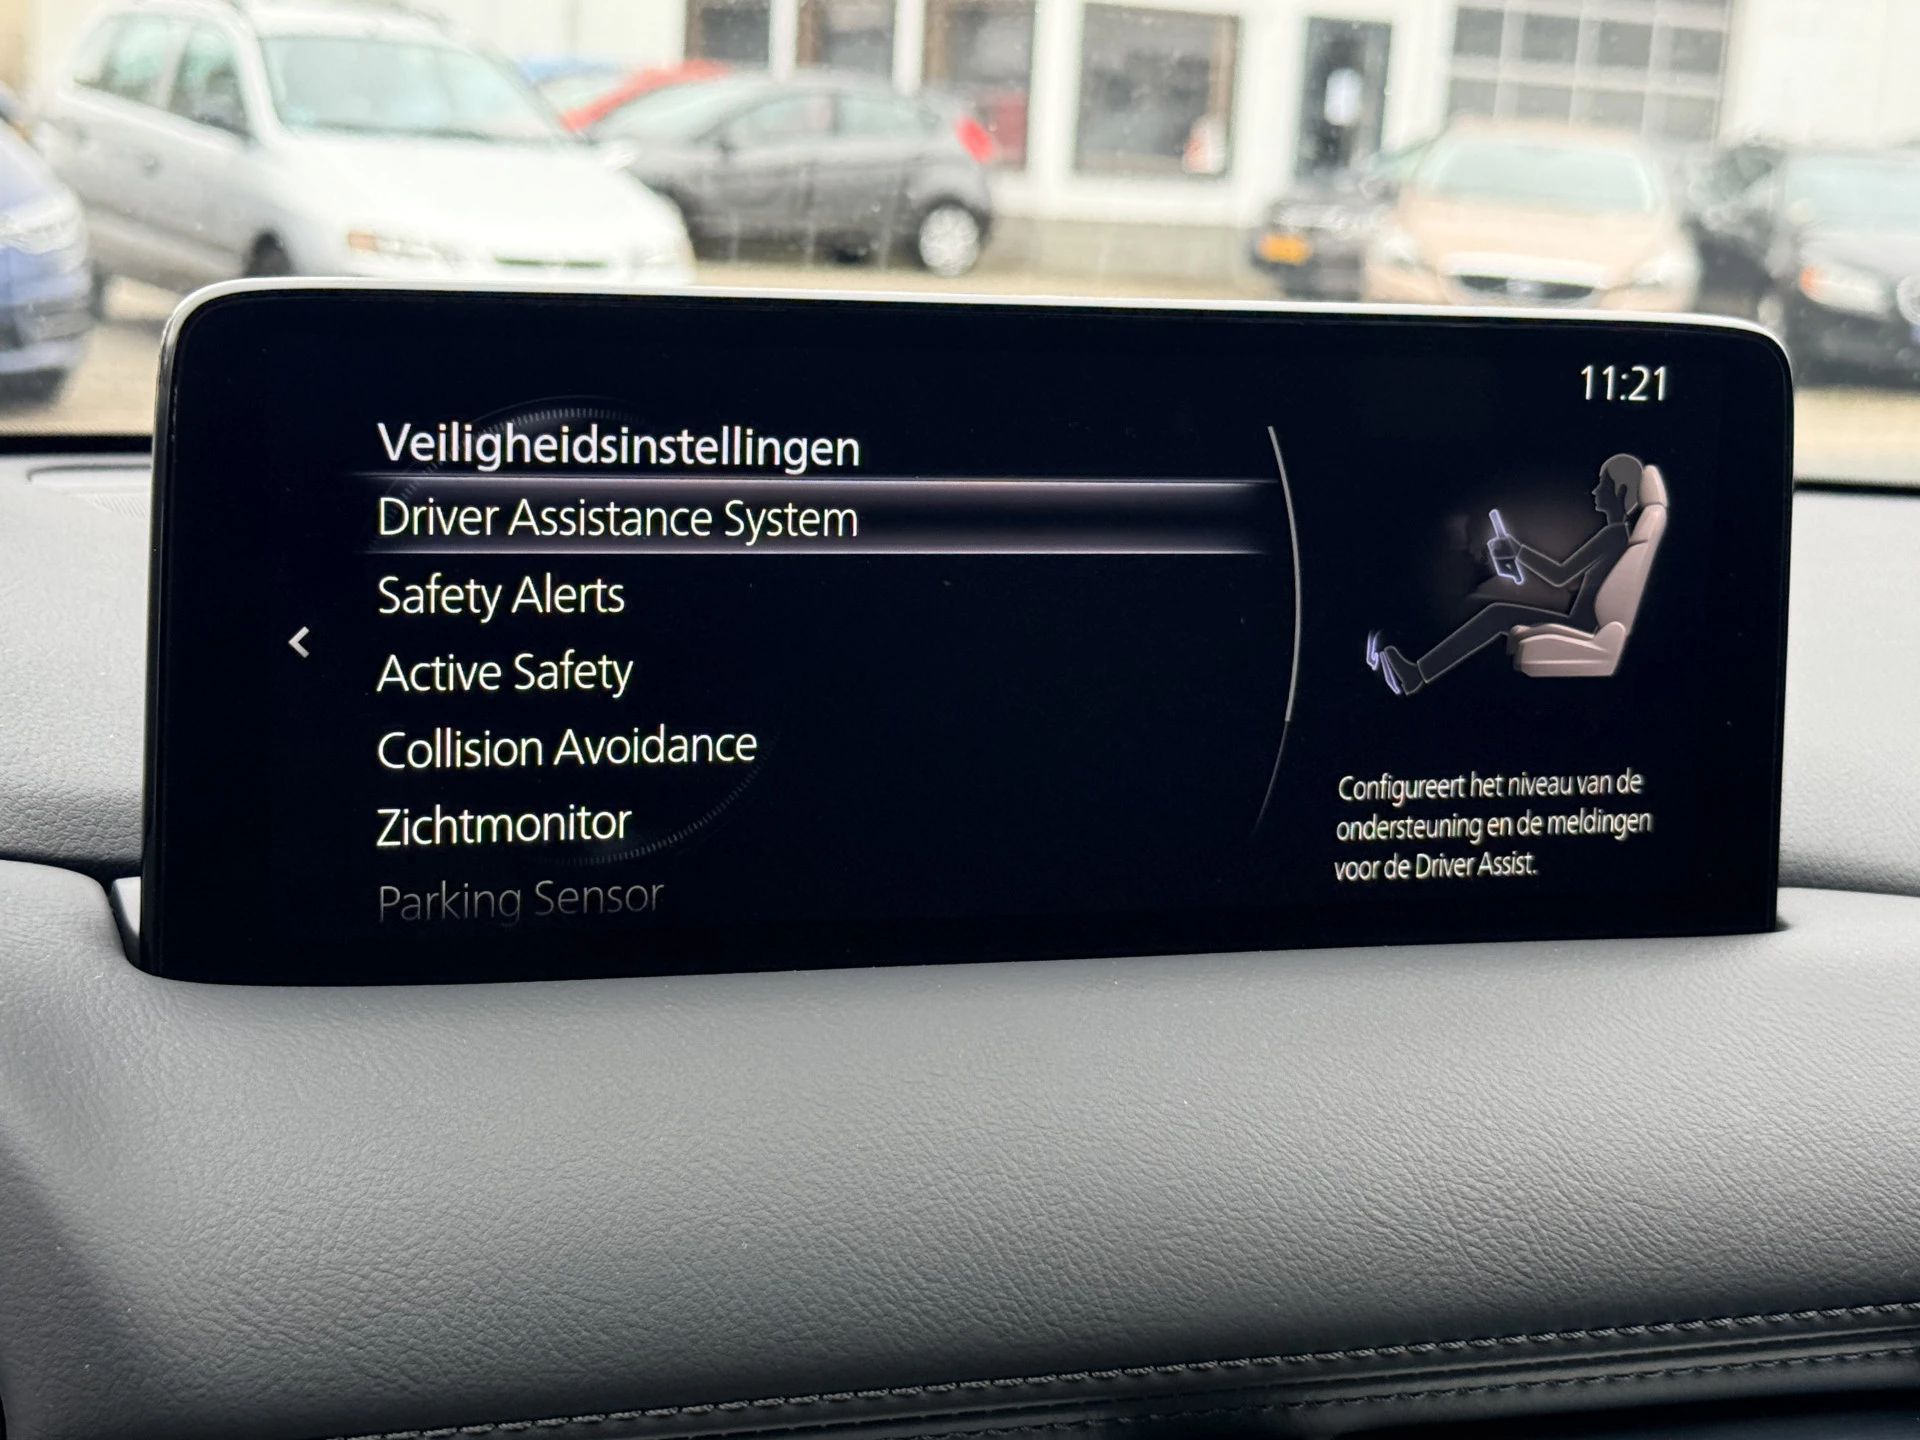 11:21
Veiligheidsinstellingen
Driver Assistance System
Safety Alerts
Active Safety
Collision Avoidance
Zichtmonitor
Parking Sensor
Configureert het niveau van de
ondersteuning en de meldingen
voor de Driver Assist.